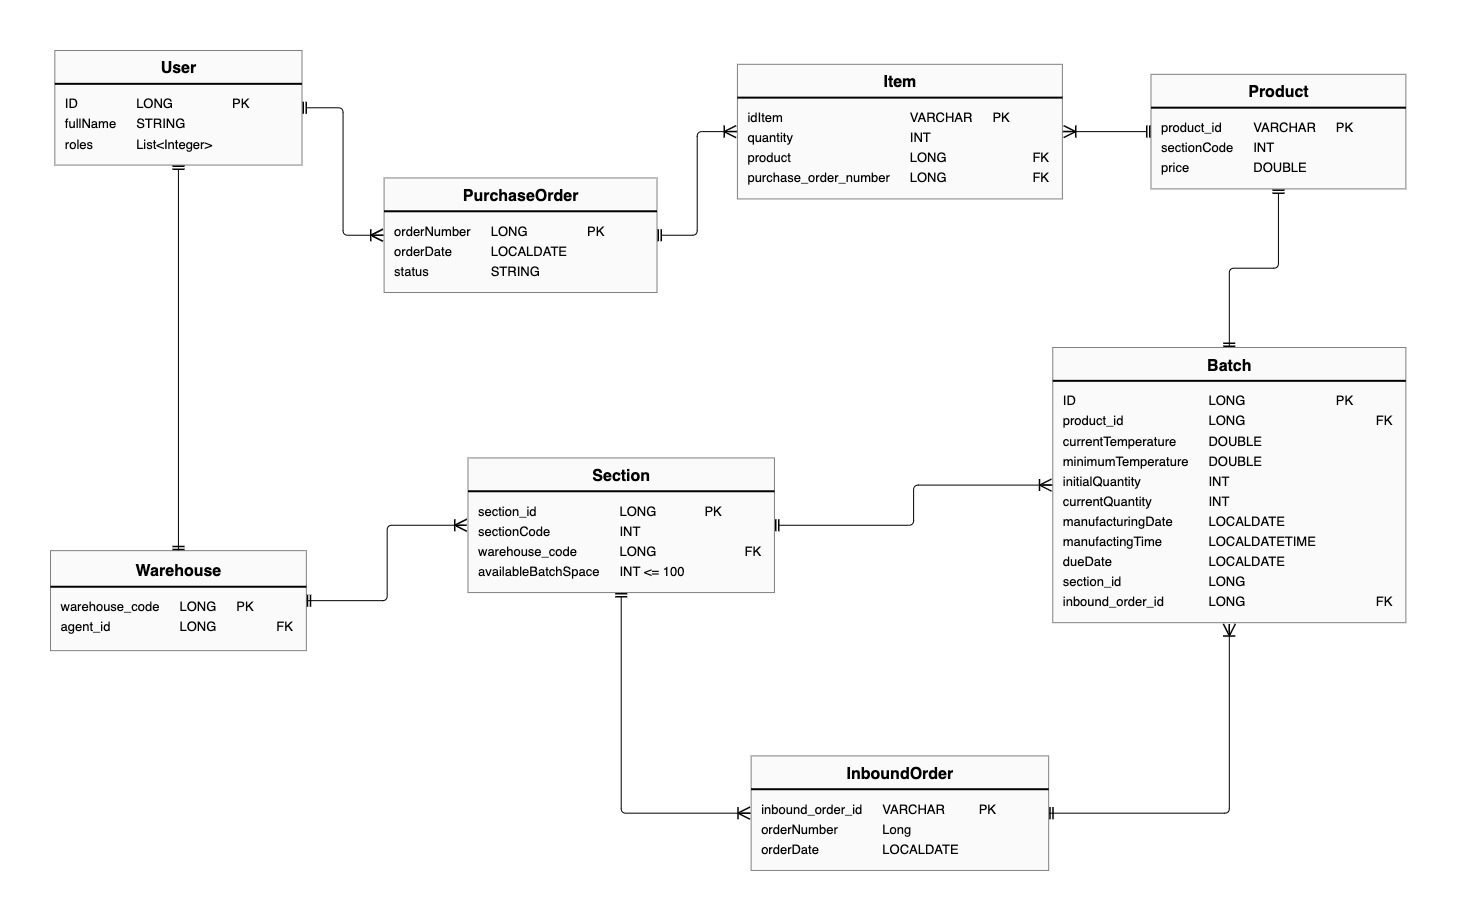 User
ID LONG PK
fullName STRING
roles List<Integer>
PurchaseOrder
orderNumber LONG PK
orderDate LOCALDATE
status STRING
Item
idItem VARCHAR PK
quantity INT
product LONG FK
purchase_order_number LONG FK
Product
product_id VARCHAR PK
sectionCode INT
price DOUBLE
Batch
ID LONG PK
product_id LONG FK
currentTemperature DOUBLE
minimumTemperature DOUBLE
initialQuantity INT
currentQuantity INT
manufacturingDate LOCALDATE
manufactingTime LOCALDATETIME
dueDate LOCALDATE
section_id LONG
inbound_order_id LONG FK
Section
section_id LONG PK
sectionCode INT
warehouse_code LONG FK
availableBatchSpace INT <= 100
Warehouse
warehouse_code LONG PK
agent_id LONG FK
InboundOrder
inbound_order_id VARCHAR PK
orderNumber Long
orderDate LOCALDATE